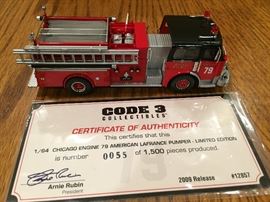 79
CODE 3
COLLECTIBLES
CERTIFICATE OF AUTHENTICITY
This certifies that this
1/64 CHICAGO ENGINE 79 AMERICAN LAFRANCE PUMPER - LIMITED EDITION
is number 0055 of 1,500 pieces produced.
Arnie Rubin
President
2009 Release
#12857